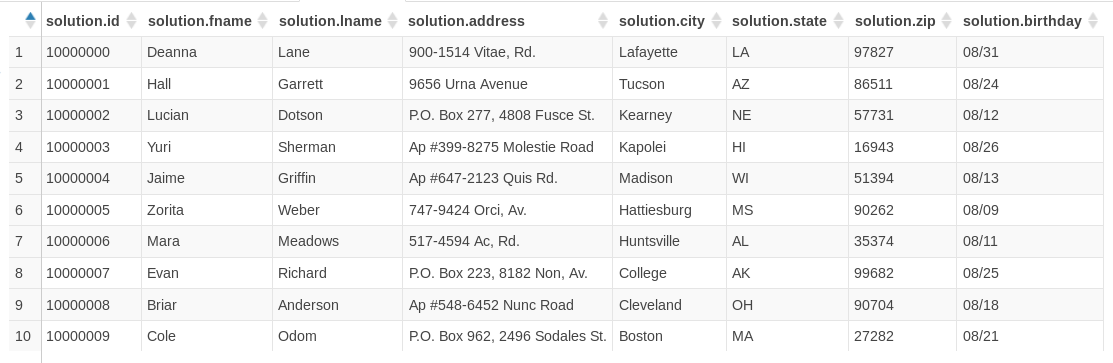 solution.id solution.fname solution.lname solution.address solution.city solution.state solution.zip solution.birthday
1 10000000 Deanna Lane 900-1514 Vitae, Rd. Lafayette LA 97827 08/31
2 10000001 Hall Garrett 9656 Urna Avenue Tucson AZ 86511 08/24
3 10000002 Lucian Dotson P.O. Box 277, 4808 Fusce St. Kearney NE 57731 08/12
4 10000003 Yuri Sherman Ap #399-8275 Molestie Road Kapolei HI 16943 08/26
5 10000004 Jaime Griffin Ap #647-2123 Quis Rd. Madison WI 51394 08/13
6 10000005 Zorita Weber 747-9424 Orci, Av. Hattiesburg MS 90262 08/09
7 10000006 Mara Meadows 517-4594 Ac, Rd. Huntsville AL 35374 08/11
8 10000007 Evan Richard P.O. Box 223, 8182 Non, Av. College AK 99682 08/25
9 10000008 Briar Anderson Ap #548-6452 Nunc Road Cleveland OH 90704 08/18
10 10000009 Cole Odom P.O. Box 962, 2496 Sodales St. Boston MA 27282 08/21